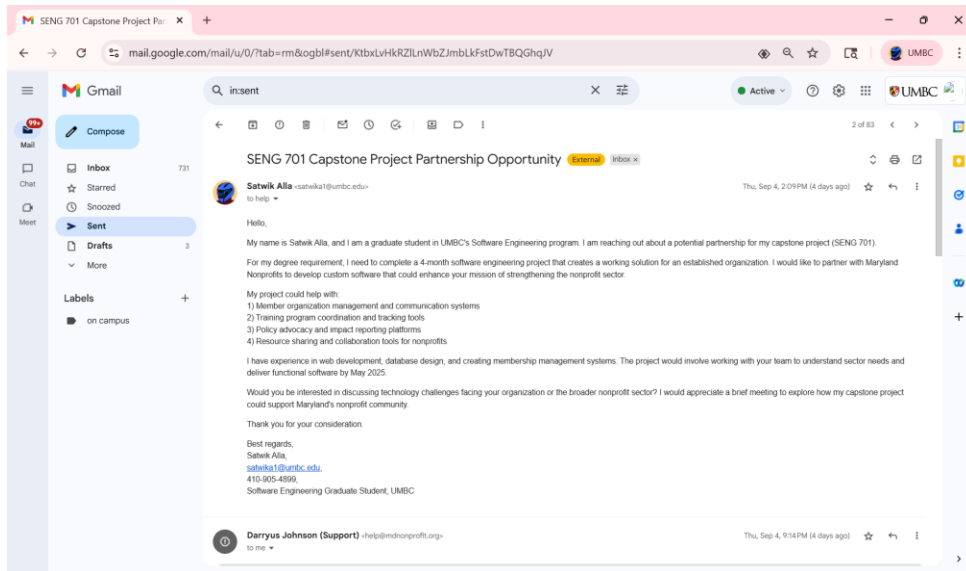 SENG 701 Capstone Project Par
mail.google.com/mail/u/0/?tab=rm&ogbl#sent/KtbxLvHkRZlLnWbZJmbLkFstDwTBQGhqJV
UMBC
Gmail
in:sent
Active
UMBC
99+
Mail
Chat
Meet
Compose
Inbox 731
Starred
Snoozed
Sent
Drafts 3
More
Labels
on campus
2 of 83
SENG 701 Capstone Project Partnership Opportunity External Inbox x
Satwik Alla <satwika1@umbc.edu> Thu, Sep 4, 2:09 PM (4 days ago)
to help
Hello,
My name is Satwik Alla, and I am a graduate student in UMBC's Software Engineering program. I am reaching out about a potential partnership for my capstone project (SENG 701).
For my degree requirement, I need to complete a 4-month software engineering project that creates a working solution for an established organization. I would like to partner with Maryland
Nonprofits to develop custom software that could enhance your mission of strengthening the nonprofit sector.
My project could help with:
1) Member organization management and communication systems
2) Training program coordination and tracking tools
3) Policy advocacy and impact reporting platforms
4) Resource sharing and collaboration tools for nonprofits
I have experience in web development, database design, and creating membership management systems. The project would involve working with your team to understand sector needs and
deliver functional software by May 2025.
Would you be interested in discussing technology challenges facing your organization or the broader nonprofit sector? I would appreciate a brief meeting to explore how my capstone project
could support Maryland's nonprofit community.
Thank you for your consideration.
Best regards,
Satwik Alla,
satwika1@umbc.edu,
410-905-4899,
Software Engineering Graduate Student, UMBC
Darryus Johnson (Support) <help@mdnonprofit.org> Thu, Sep 4, 9:14 PM (4 days ago)
to me